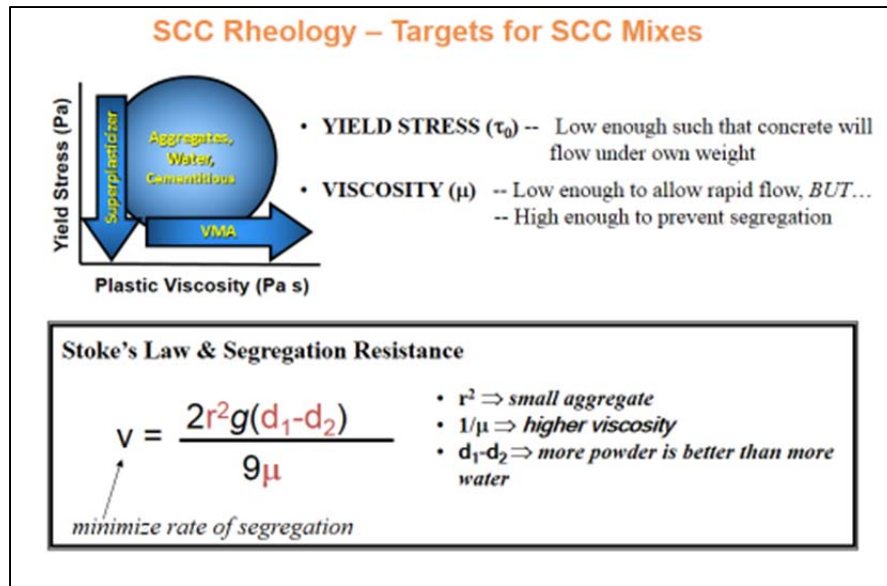 SCC Rheology – Targets for SCC Mixes
Yield Stress (Pa)
Superplasticizer
Aggregates,
Water,
Cementitious
VMA
Plastic Viscosity (Pa s)
• YIELD STRESS (τ₀) -- Low enough such that concrete will
flow under own weight
• VISCOSITY (μ) -- Low enough to allow rapid flow, BUT…
-- High enough to prevent segregation
Stoke's Law & Segregation Resistance
v = 2r²g(d₁-d₂) / 9μ
minimize rate of segregation
• r² ⇒ small aggregate
• 1/μ ⇒ higher viscosity
• d₁-d₂ ⇒ more powder is better than more
water